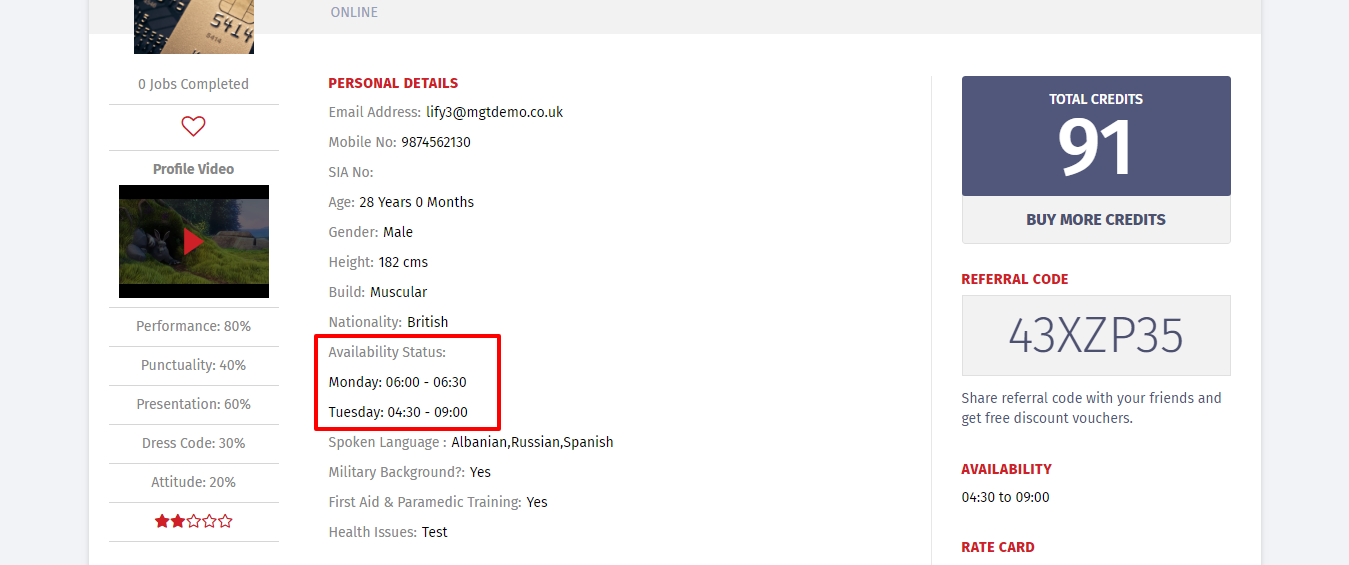 5414
ONLINE
0 Jobs Completed
Profile Video
Performance: 80%
Punctuality: 40%
Presentation: 60%
Dress Code: 30%
Attitude: 20%
PERSONAL DETAILS
Email Address: lify3@mgtdemo.co.uk
Mobile No: 9874562130
SIA No:
Age: 28 Years 0 Months
Gender: Male
Height: 182 cms
Build: Muscular
Nationality: British
Availability Status:
Monday: 06:00 - 06:30
Tuesday: 04:30 - 09:00
Spoken Language : Albanian,Russian,Spanish
Military Background?: Yes
First Aid & Paramedic Training: Yes
Health Issues: Test
TOTAL CREDITS
91
BUY MORE CREDITS
REFERRAL CODE
43XZP35
Share referral code with your friends and
get free discount vouchers.
AVAILABILITY
04:30 to 09:00
RATE CARD